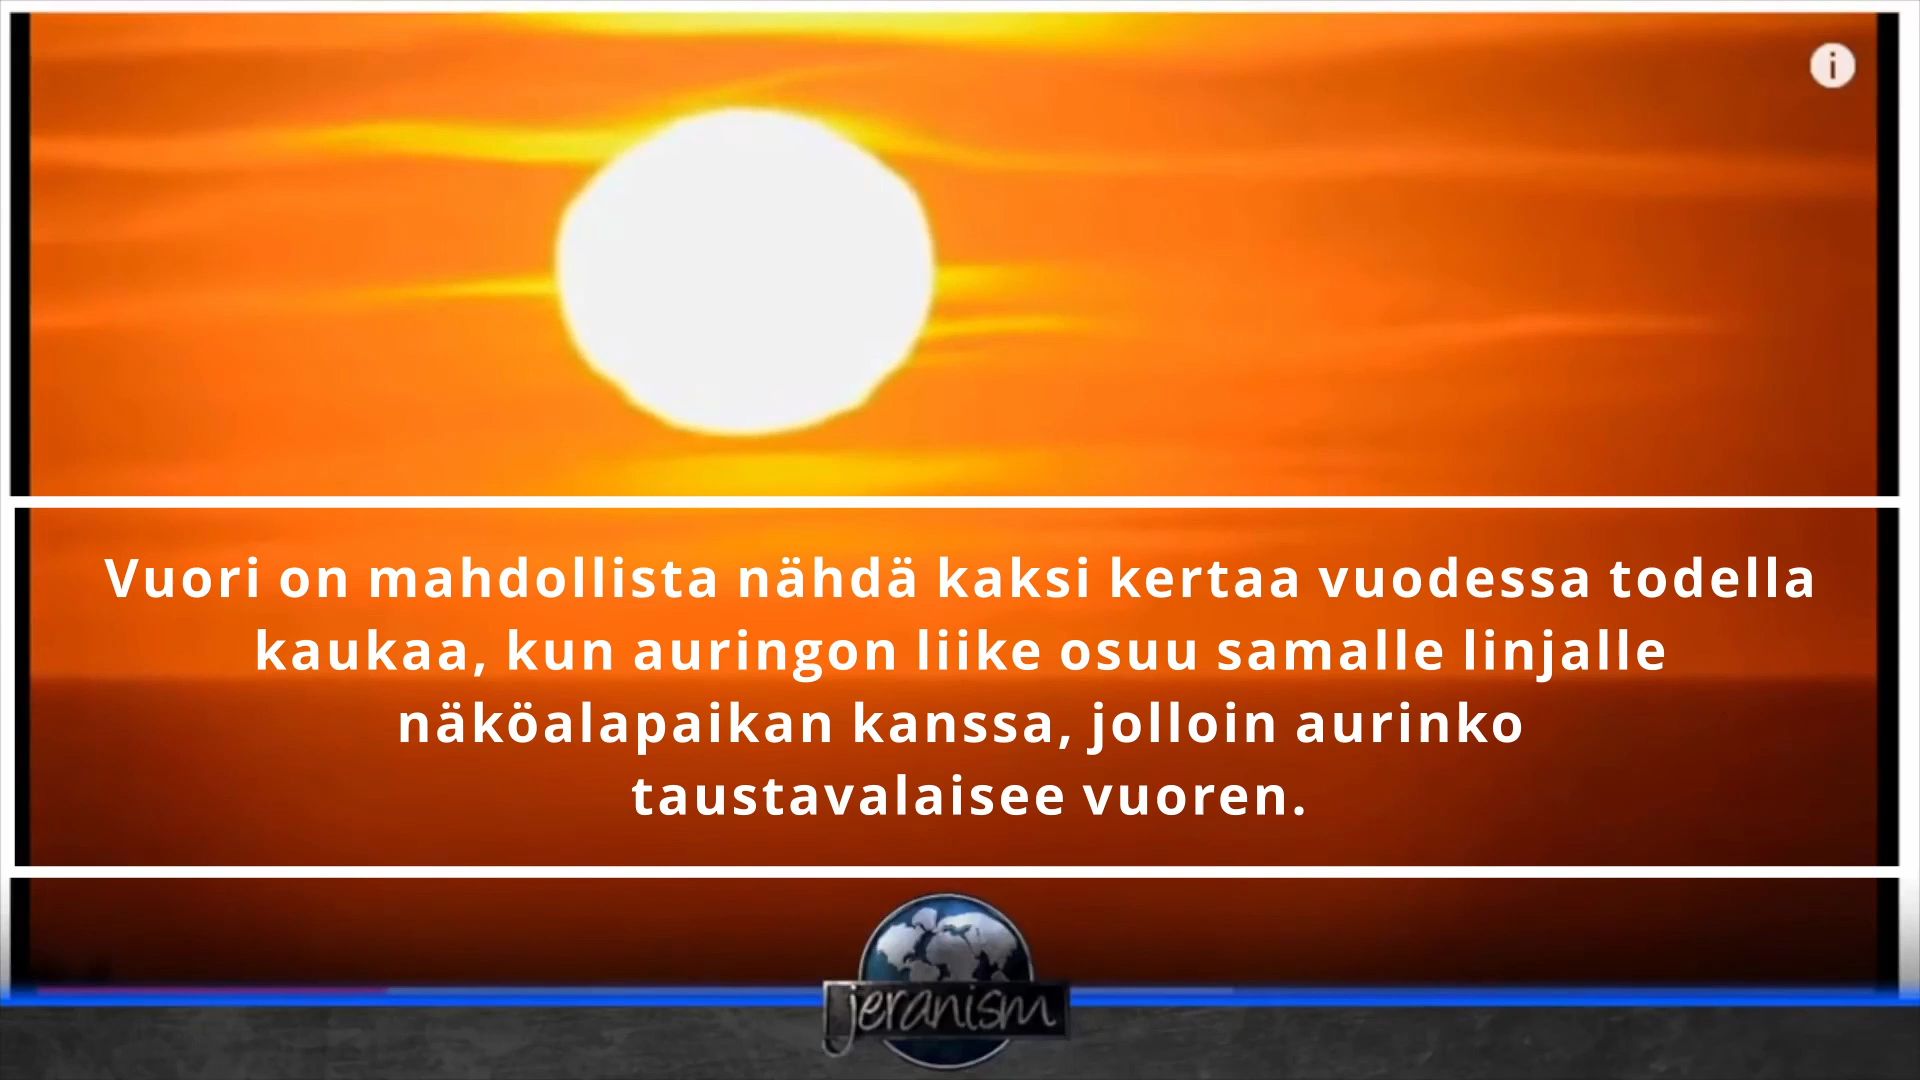 i
Vuori on mahdollista nähdä kaksi kertaa vuodessa todella
kaukaa, kun auringon liike osuu samalle linjalle
näköalapaikan kanssa, jolloin aurinko
taustavalaisee vuoren.
jeranism